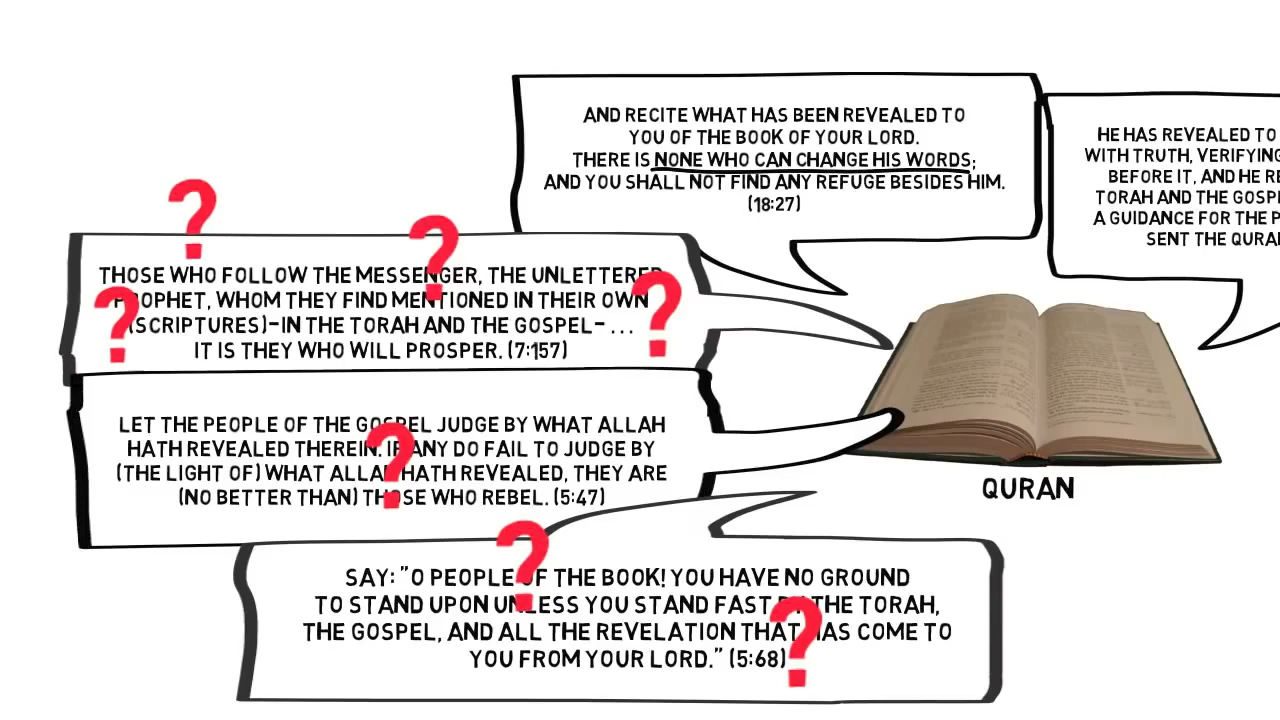 AND RECITE WHAT HAS BEEN REVEALED TO
YOU OF THE BOOK OF YOUR LORD.
THERE IS NONE WHO CAN CHANGE HIS WORDS;
AND YOU SHALL NOT FIND ANY REFUGE BESIDES HIM.
(18:27)
HE HAS REVEALED TO
WITH TRUTH, VERIFYING
BEFORE IT, AND HE RE
TORAH AND THE GOSP
A GUIDANCE FOR THE P
SENT THE QURA
? ? ? ?
THOSE WHO FOLLOW THE MESSENGER, THE UNLETTERED
PROPHET, WHOM THEY FIND MENTIONED IN THEIR OWN
(SCRIPTURES)-IN THE TORAH AND THE GOSPEL- ...
IT IS THEY WHO WILL PROSPER. (7:157)
?
LET THE PEOPLE OF THE GOSPEL JUDGE BY WHAT ALLAH
HATH REVEALED THEREIN. IF ANY DO FAIL TO JUDGE BY
(THE LIGHT OF) WHAT ALLAH HATH REVEALED, THEY ARE
(NO BETTER THAN) THOSE WHO REBEL. (5:47)
QURAN
? ?
SAY: "O PEOPLE OF THE BOOK! YOU HAVE NO GROUND
TO STAND UPON UNLESS YOU STAND FAST BY THE TORAH,
THE GOSPEL, AND ALL THE REVELATION THAT HAS COME TO
YOU FROM YOUR LORD." (5:68)